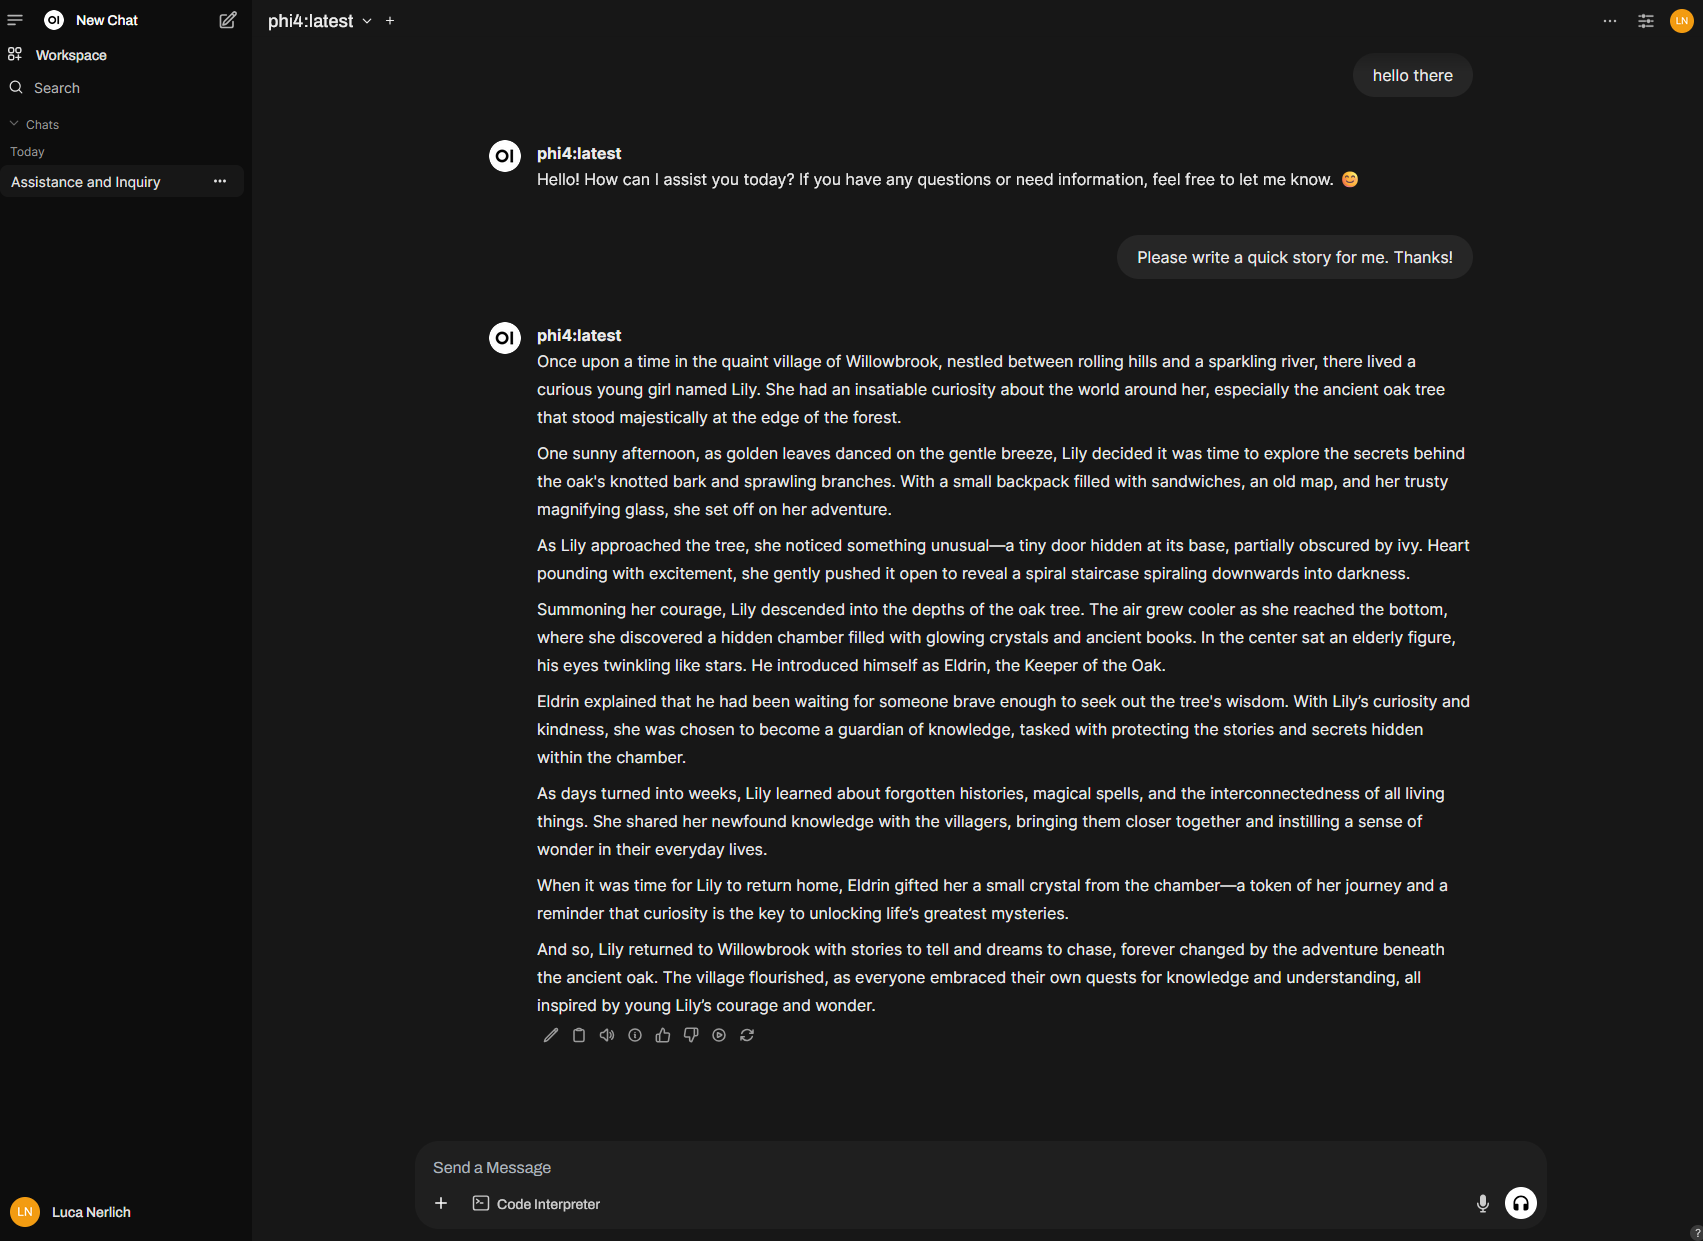 OI New Chat
Workspace
Search
Chats
Today
Assistance and Inquiry
phi4:latest
LN
hello there
OI phi4:latest
Hello! How can I assist you today? If you have any questions or need information, feel free to let me know. 😊
Please write a quick story for me. Thanks!
OI phi4:latest
Once upon a time in the quaint village of Willowbrook, nestled between rolling hills and a sparkling river, there lived a
curious young girl named Lily. She had an insatiable curiosity about the world around her, especially the ancient oak tree
that stood majestically at the edge of the forest.
One sunny afternoon, as golden leaves danced on the gentle breeze, Lily decided it was time to explore the secrets behind
the oak's knotted bark and sprawling branches. With a small backpack filled with sandwiches, an old map, and her trusty
magnifying glass, she set off on her adventure.
As Lily approached the tree, she noticed something unusual—a tiny door hidden at its base, partially obscured by ivy. Heart
pounding with excitement, she gently pushed it open to reveal a spiral staircase spiraling downwards into darkness.
Summoning her courage, Lily descended into the depths of the oak tree. The air grew cooler as she reached the bottom,
where she discovered a hidden chamber filled with glowing crystals and ancient books. In the center sat an elderly figure,
his eyes twinkling like stars. He introduced himself as Eldrin, the Keeper of the Oak.
Eldrin explained that he had been waiting for someone brave enough to seek out the tree's wisdom. With Lily’s curiosity and
kindness, she was chosen to become a guardian of knowledge, tasked with protecting the stories and secrets hidden
within the chamber.
As days turned into weeks, Lily learned about forgotten histories, magical spells, and the interconnectedness of all living
things. She shared her newfound knowledge with the villagers, bringing them closer together and instilling a sense of
wonder in their everyday lives.
When it was time for Lily to return home, Eldrin gifted her a small crystal from the chamber—a token of her journey and a
reminder that curiosity is the key to unlocking life’s greatest mysteries.
And so, Lily returned to Willowbrook with stories to tell and dreams to chase, forever changed by the adventure beneath
the ancient oak. The village flourished, as everyone embraced their own quests for knowledge and understanding, all
inspired by young Lily’s courage and wonder.
Send a Message
Code Interpreter
LN Luca Nerlich
?